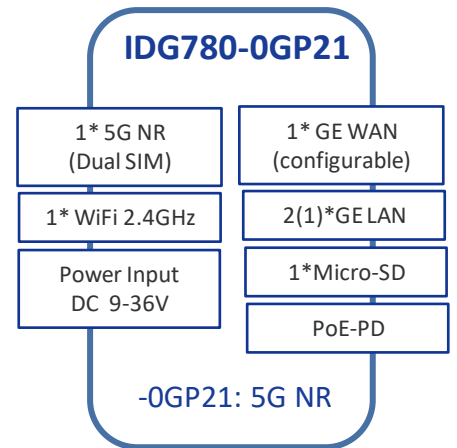 IDG780-0GP21
1* 5G NR
(Dual SIM)
1* WiFi 2.4GHz
Power Input
DC 9-36V
1* GE WAN
(configurable)
2(1)*GE LAN
1*Micro-SD
PoE-PD
-0GP21: 5G NR